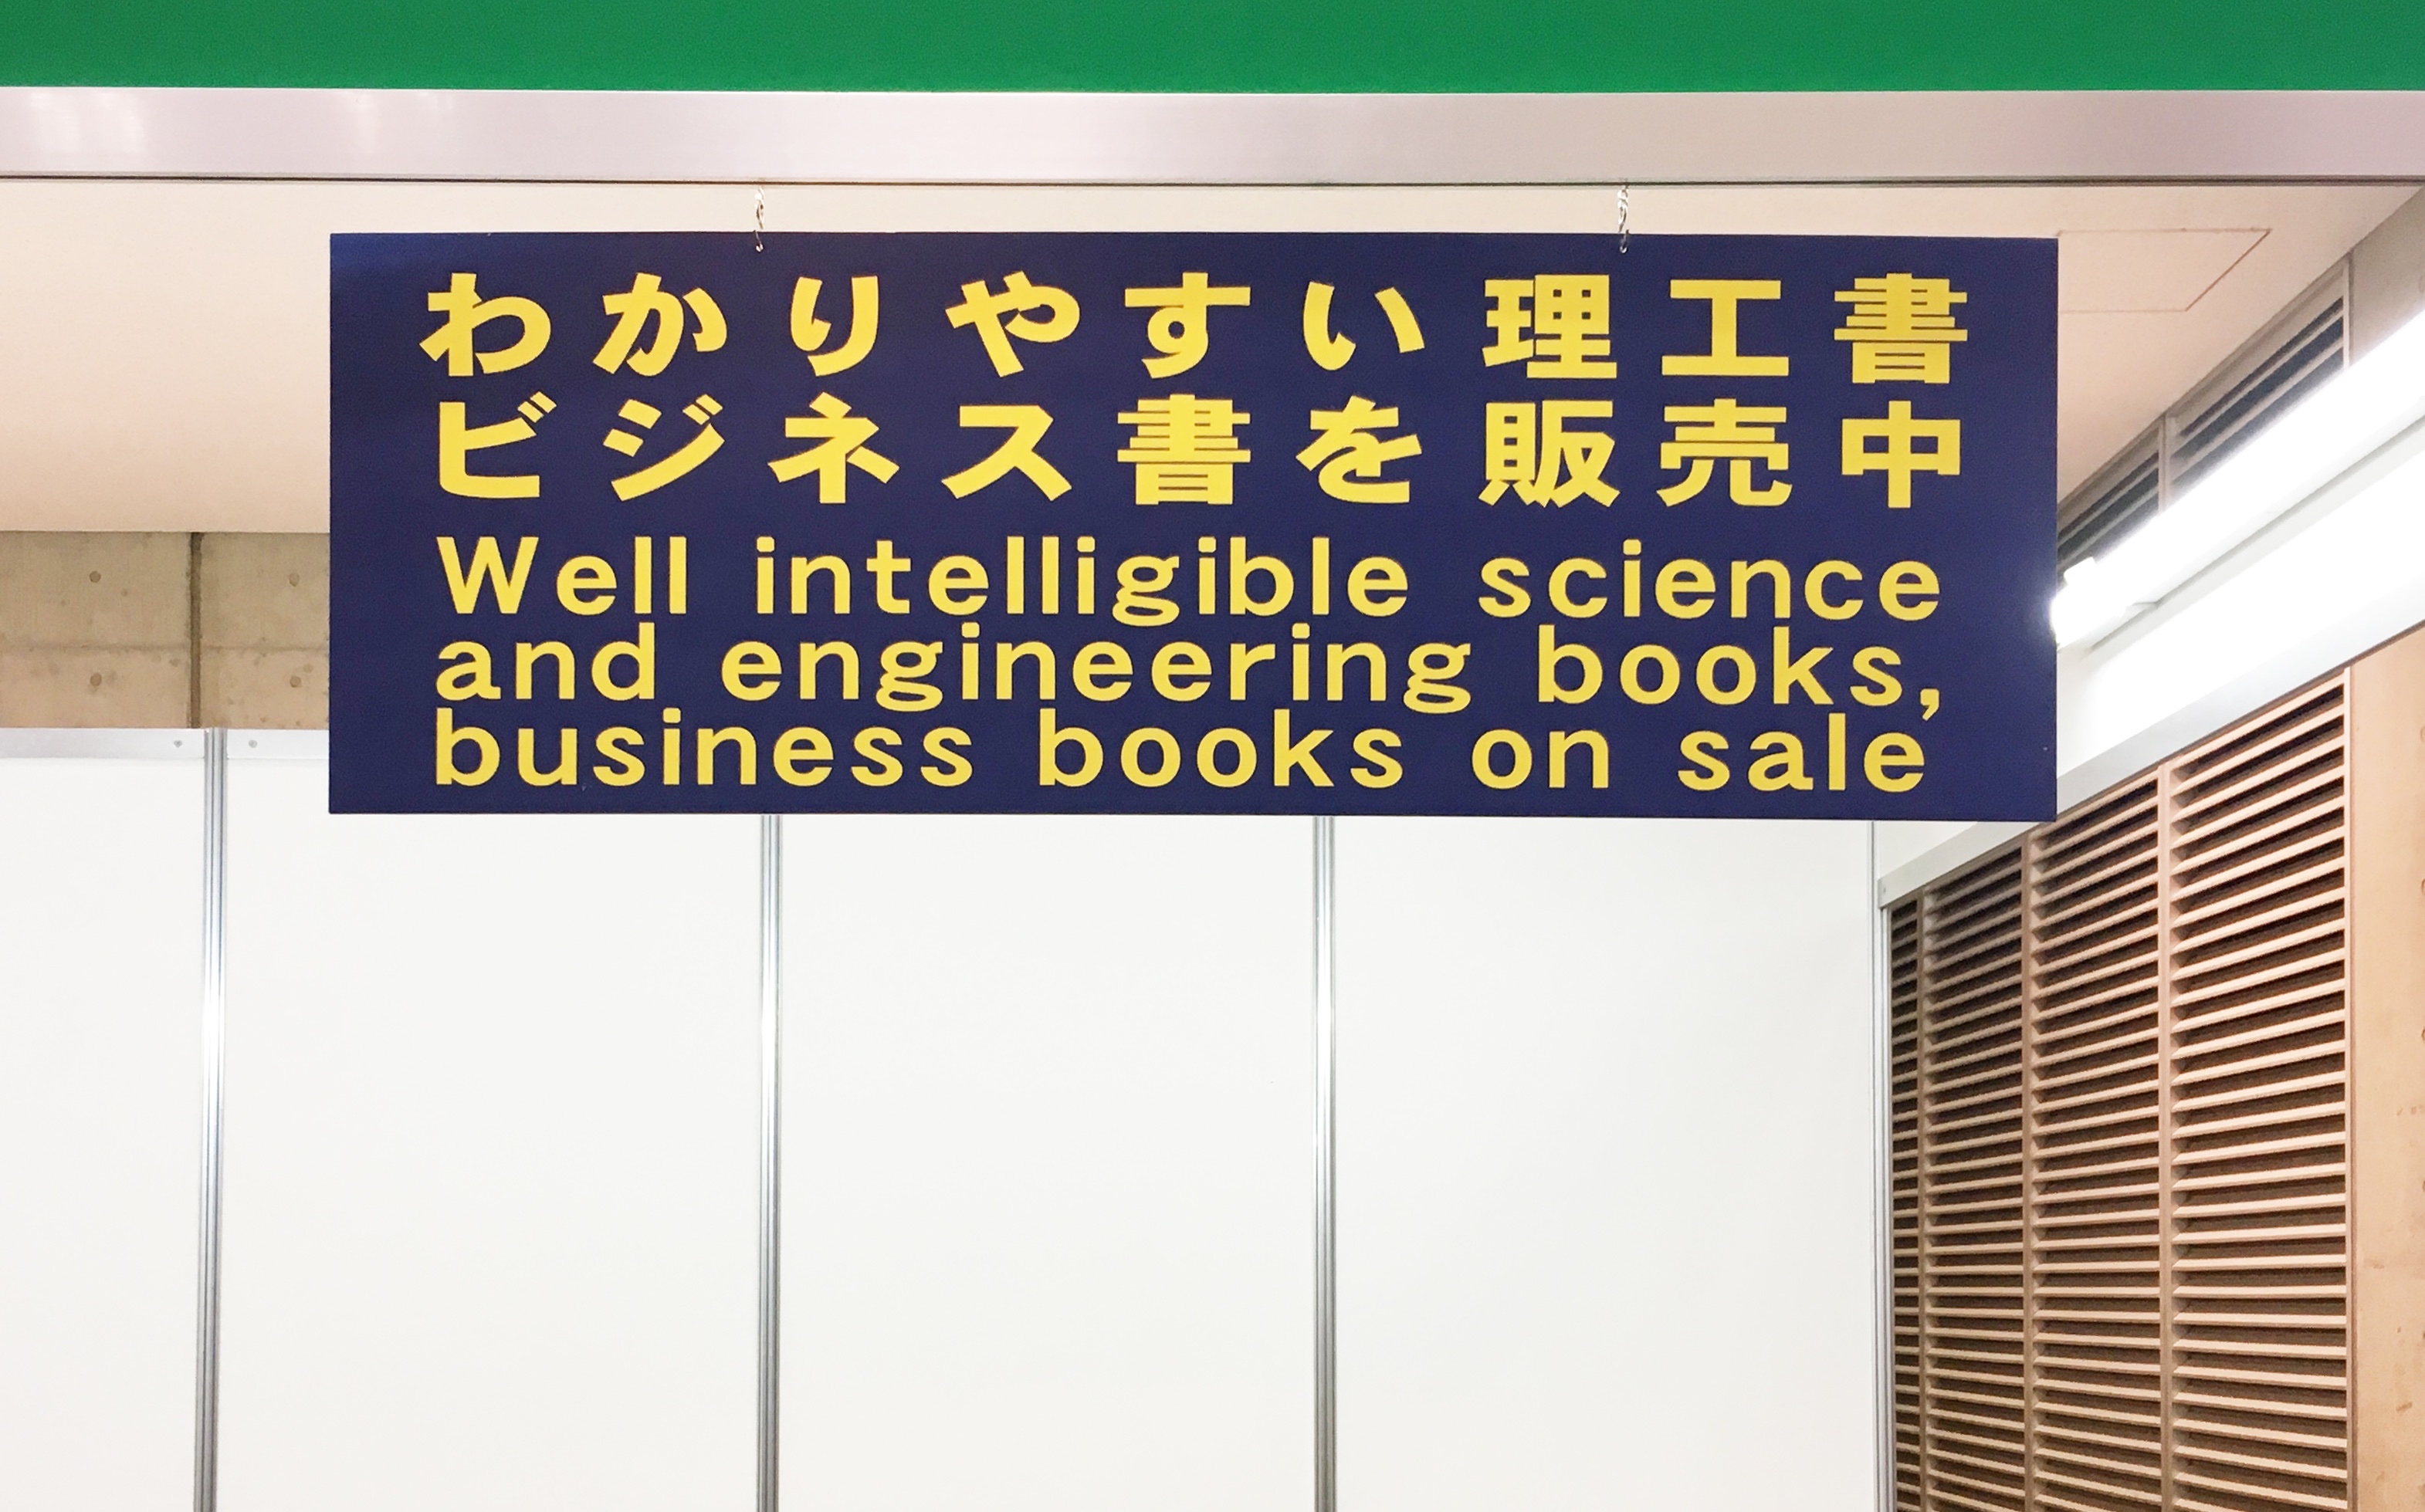 わかりやすい理工書
ビジネス書を販売中
Well intelligible science
and engineering books,
business books on sale